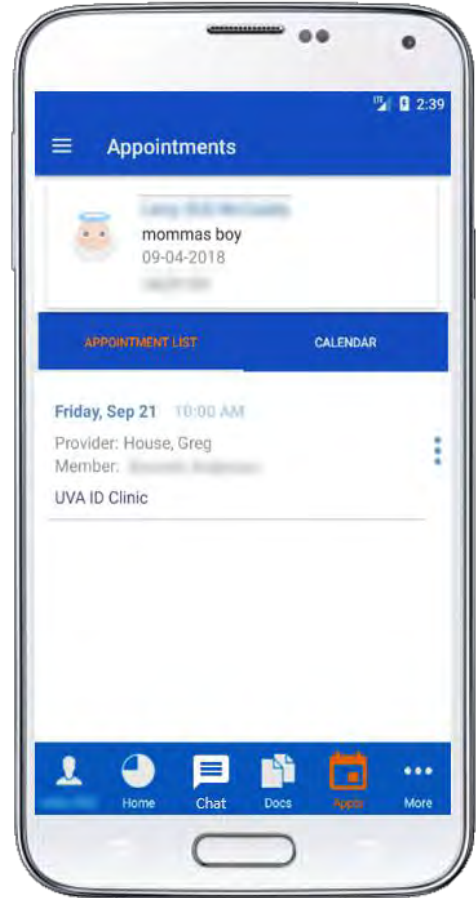 2:39
Appointments
mommas boy
09-04-2018
APPOINTMENT LIST CALENDAR
Friday, Sep 21 10:00 AM
Provider: House, Greg
Member:
UVA ID Clinic
Home Chat Docs Appts More